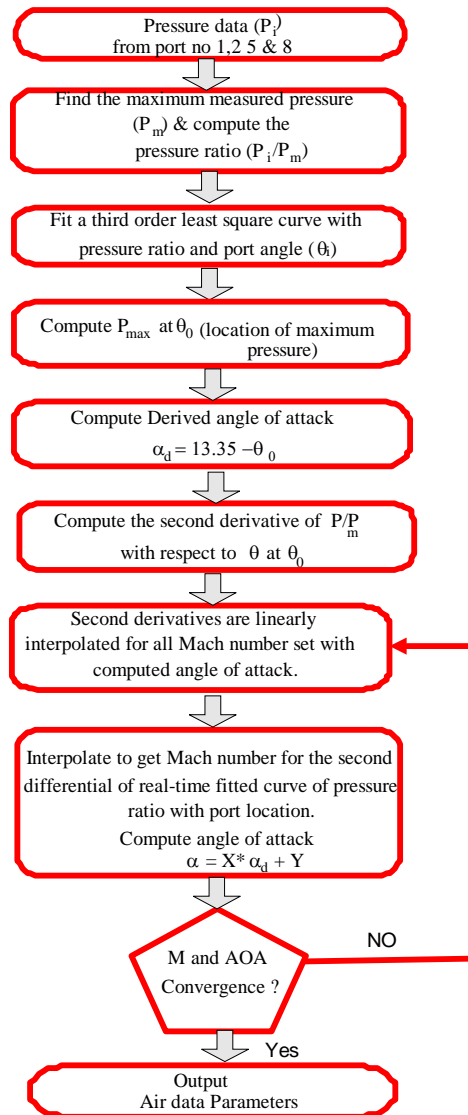 Pressure data (Pi)
from port no 1,2 5 & 8
Find the maximum measured pressure
(Pm) & compute the
pressure ratio (Pi/Pm)
Fit a third order least square curve with
pressure ratio and port angle (θi)
Compute Pmax at θ0 (location of maximum
pressure)
Compute Derived angle of attack
αd = 13.35 −θ0
Compute the second derivative of P/Pm
with respect to θ at θ0
Second derivatives are linearly
interpolated for all Mach number set with
computed angle of attack.
Interpolate to get Mach number for the second
differential of real-time fitted curve of pressure
ratio with port location.
Compute angle of attack
α = X* αd + Y
M and AOA
Convergence ?
NO
Yes
Output
Air data Parameters